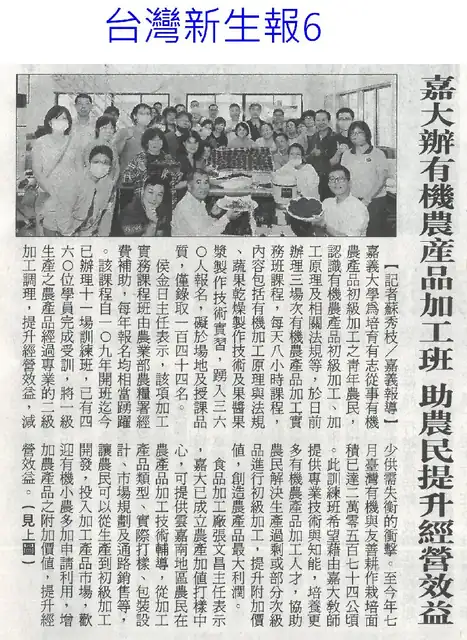 台灣新生報6
嘉大辦有機農產品加工班 助農民提升經營效益
【記者蘇秀枝/嘉義報導】
嘉義大學為培育有志從事有機
農產品初級加工之青年農民,
認識有機農產品初級加工、加
工原理及相關法規等,於日前
辦理三場次有機農產品加工實
務班課程,每天八小時課程,
內容包括有機加工原理與法規
、蔬果乾燥製作技術及果醬果
漿製作技術實習,踴入三六
〇人報名,礙於場地及授課品
質,僅錄取一百四十四名。
侯金日主任表示,該項加工
實務課程班由農業部農糧署經
費補助,每年報名均相當踴躍
。該課程自一〇九年開班迄今
已辦理十一場訓練班,已有四
六〇位學員完成受訓,將一級
生產之農產品經過專業的二級
加工調理,提升經營效益,減
少供需失衡的衝擊。至今年七
月臺灣有機與友善耕作栽培面
積已達二萬零五百七十四公頃
。此訓練班希望藉由嘉大教師
提供專業技術與知能,培養更
多有機農產品加工人才,協助
農民解決生產過剩或部分次級
品進行初級加工,提升附加價
值,創造農產品最大利潤。
食品加工廠張文昌主任表示
,嘉大已成立農產加值打樣中
心,可提供雲嘉南地區農民在
農產品加工技術輔導,從加工
產品類型、實際打樣、包裝設
計、市場規劃及通路銷售等,
讓農民可以從生產到初級加工
開發,投入加工產品市場,歡
迎有機小農多加申請利用,增
加農產品之附加價值,提升經
營效益。(見上圖)